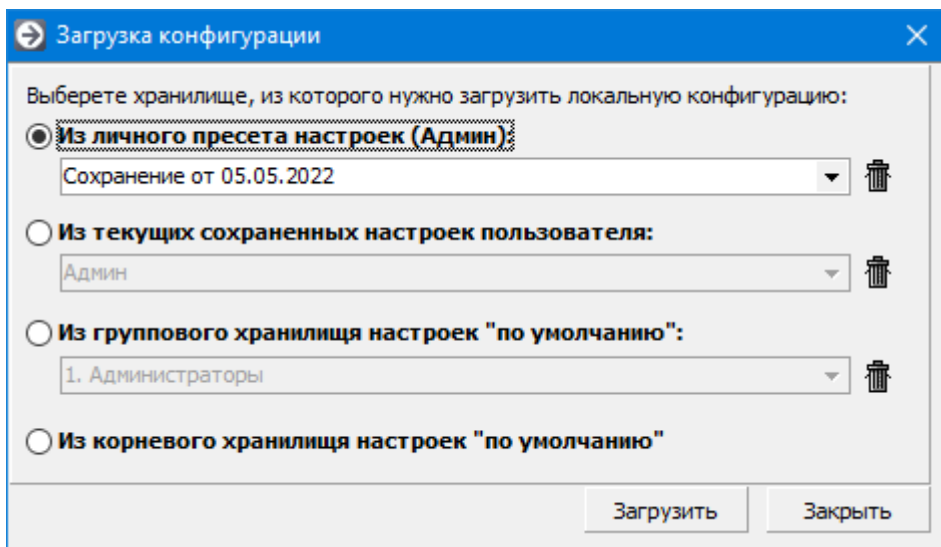 Загрузка конфигурации
Выберете хранилище, из которого нужно загрузить локальную конфигурацию:
Из личного пресета настроек (Админ):
Сохранение от 05.05.2022
Из текущих сохраненных настроек пользователя:
Админ
Из группового хранилищя настроек "по умолчанию":
1. Администраторы
Из корневого хранилищя настроек "по умолчанию"
Загрузить Закрыть